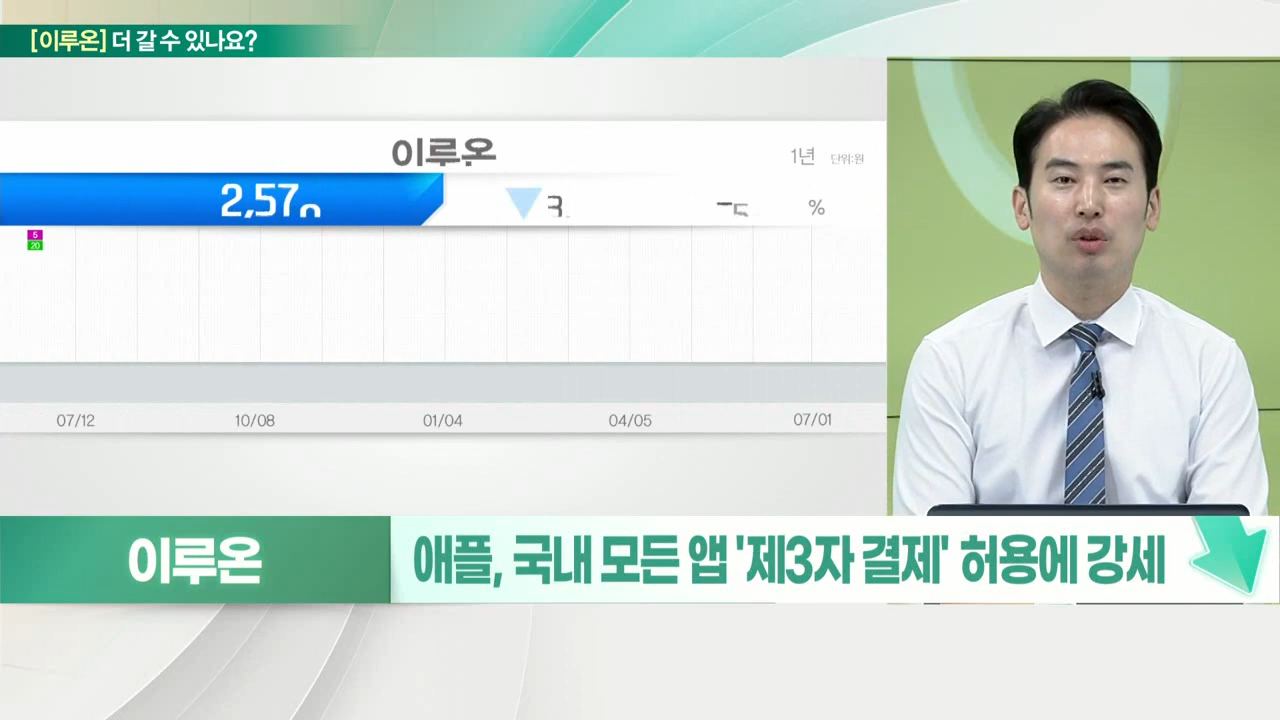 [이루온] 더 갈 수 있나요?
이루온
1년 단위:원
2,57
%
5
20
07/12 10/08 01/04 04/05 07/01
이루온
애플, 국내 모든 앱 '제3자 결제' 허용에 강세